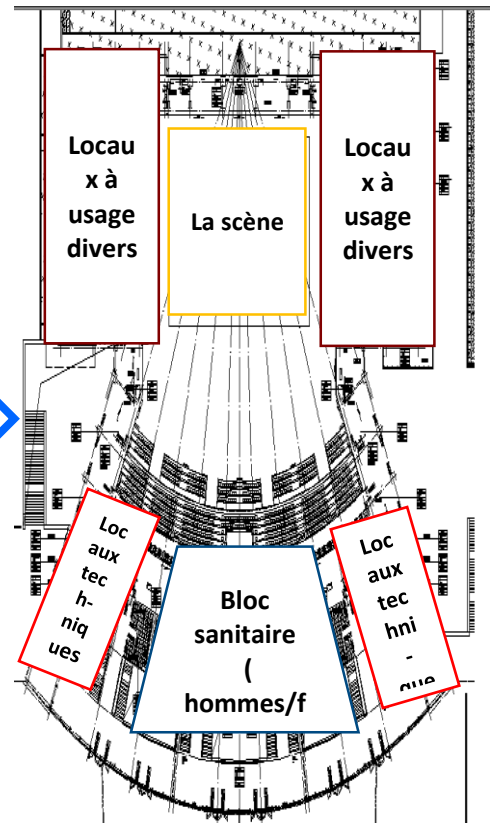 Locau
x à
usage
divers
La scène
Locau
x à
usage
divers
Loc
aux
tec
h-
niq
ues
Bloc
sanitaire
(
hommes/f
Loc
aux
tec
hni
-
que